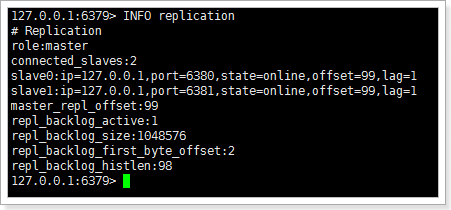 127.0.0.1:6379> INFO replication
# Replication
role:master
connected_slaves:2
slave0:ip=127.0.0.1,port=6380,state=online,offset=99,lag=1
slave1:ip=127.0.0.1,port=6381,state=online,offset=99,lag=1
master_repl_offset:99
repl_backlog_active:1
repl_backlog_size:1048576
repl_backlog_first_byte_offset:2
repl_backlog_histlen:98
127.0.0.1:6379>